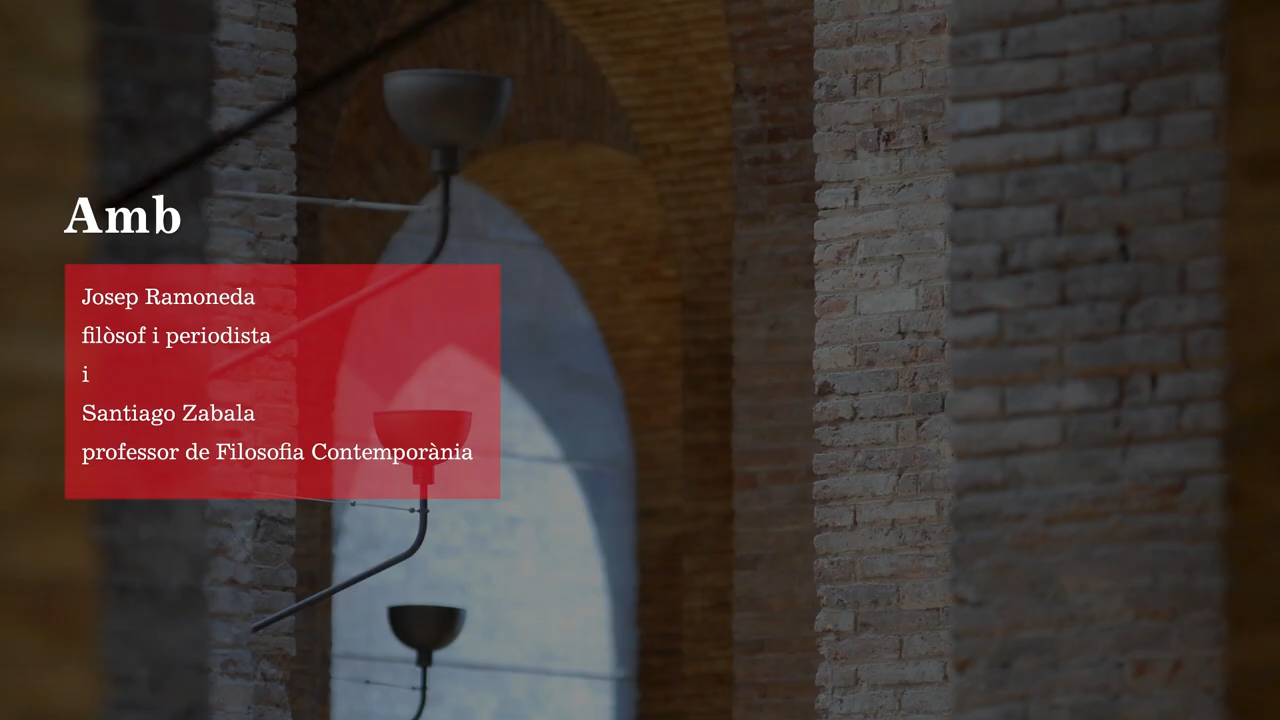 Amb
Josep Ramoneda
filòsof i periodista
i
Santiago Zabala
professor de Filosofia Contemporània